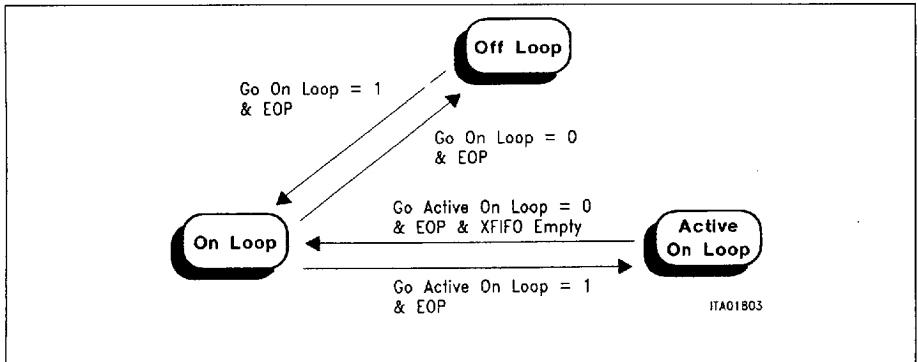 Off Loop
Go On Loop = 1
& EOP
Go On Loop = 0
& EOP
Go Active On Loop = 0
& EOP & XFIFO Empty
On Loop
Active
On Loop
Go Active On Loop = 1
& EOP
ITA01803